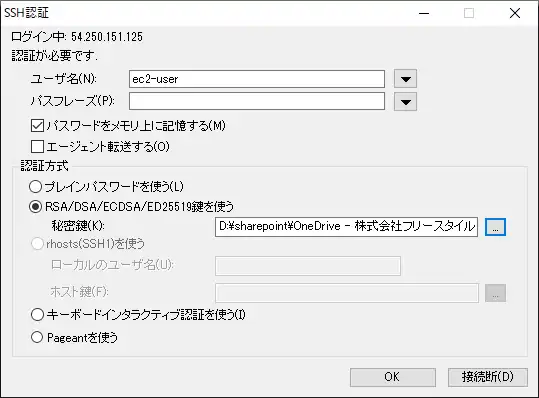 SSH認証
ログイン中: 54.250.151.125
認証が必要です.
ユーザ名(N):
ec2-user
パスフレーズ(P):
パスワードをメモリ上に記憶する(M)
エージェント転送する(O)
認証方式
プレインパスワードを使う(L)
RSA/DSA/ECDSA/ED25519鍵を使う
秘密鍵(K):
D:¥sharepoint¥OneDrive - 株式会社フリースタイル
...
rhosts(SSH1)を使う
ローカルのユーザ名(U):
ホスト鍵(F):
...
キーボードインタラクティブ認証を使う(I)
Pageantを使う
OK
接続断(D)